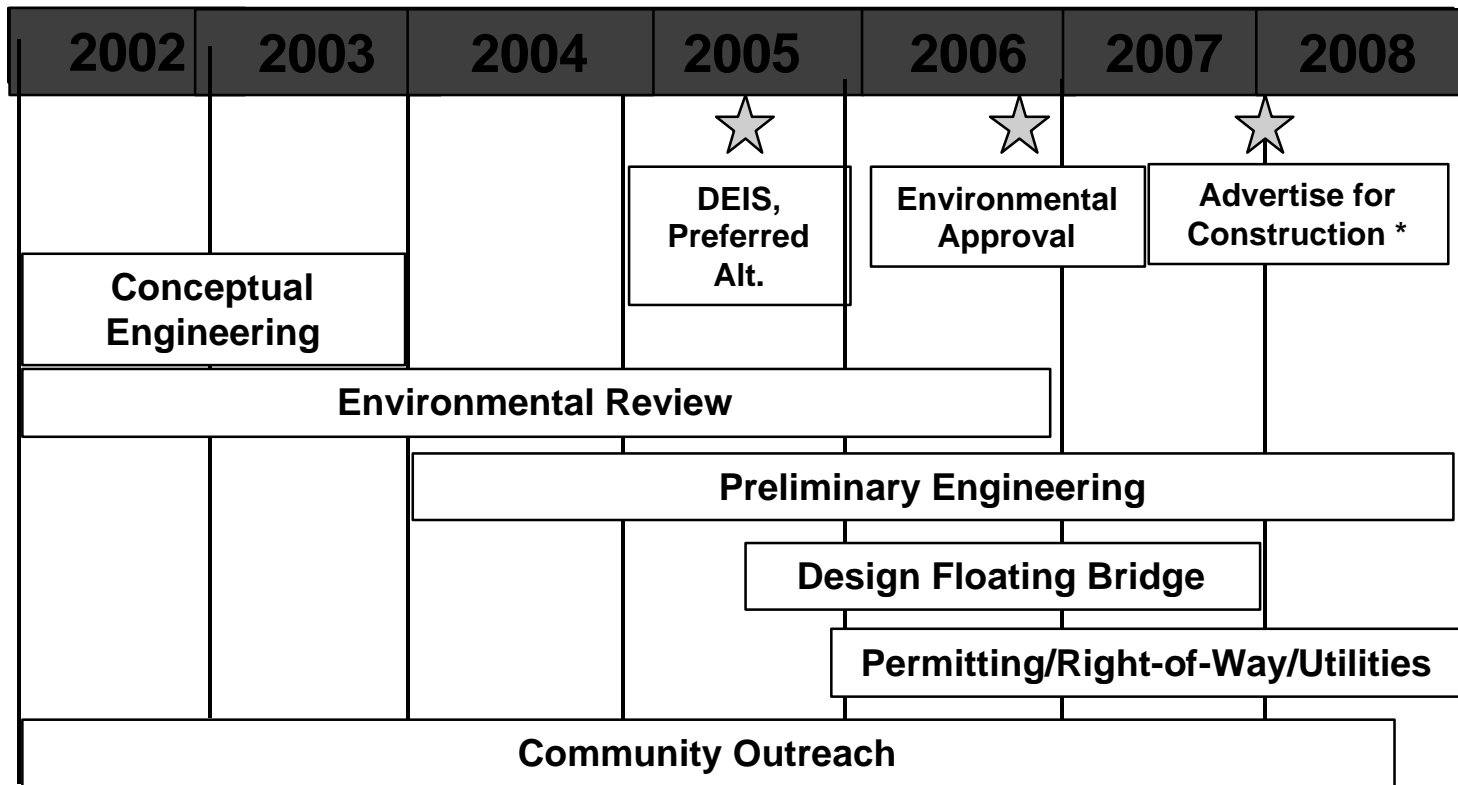 2002 2003 2004 2005 2006 2007 2008
DEIS,
Preferred
Alt.
Environmental
Approval
Advertise for
Construction *
Conceptual
Engineering
Environmental Review
Preliminary Engineering
Design Floating Bridge
Permitting/Right-of-Way/Utilities
Community Outreach